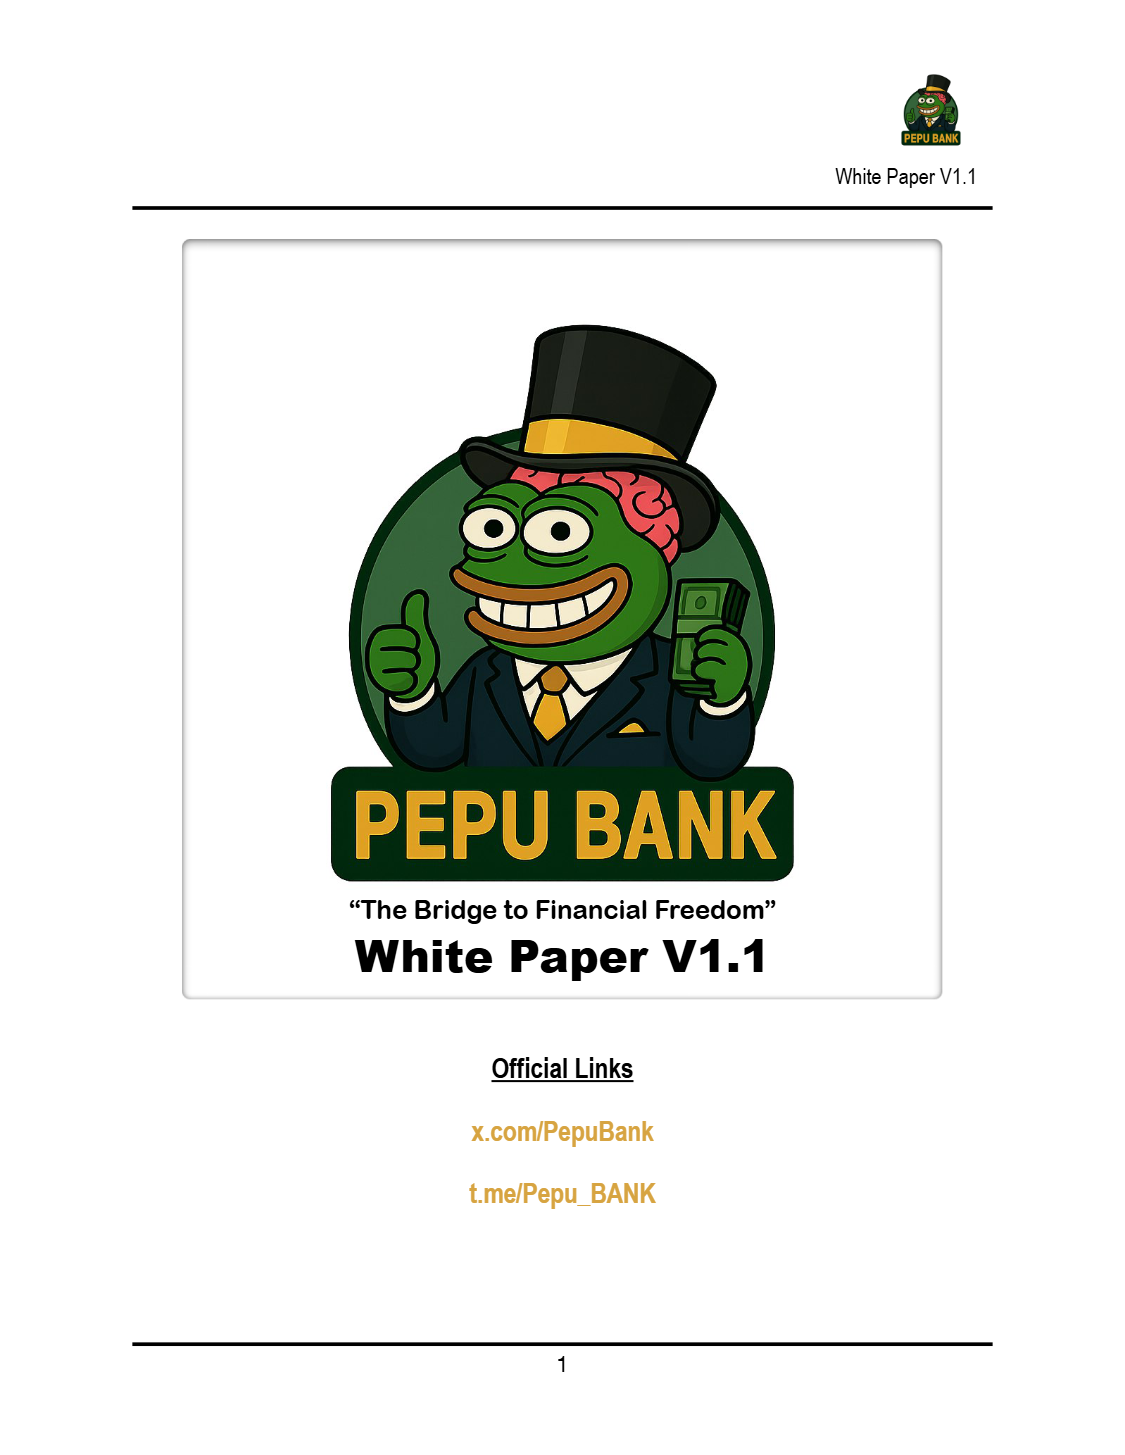 PEPU BANK
White Paper V1.1
PEPU BANK
“The Bridge to Financial Freedom”
White Paper V1.1
Official Links
x.com/PepuBank
t.me/Pepu_BANK
1